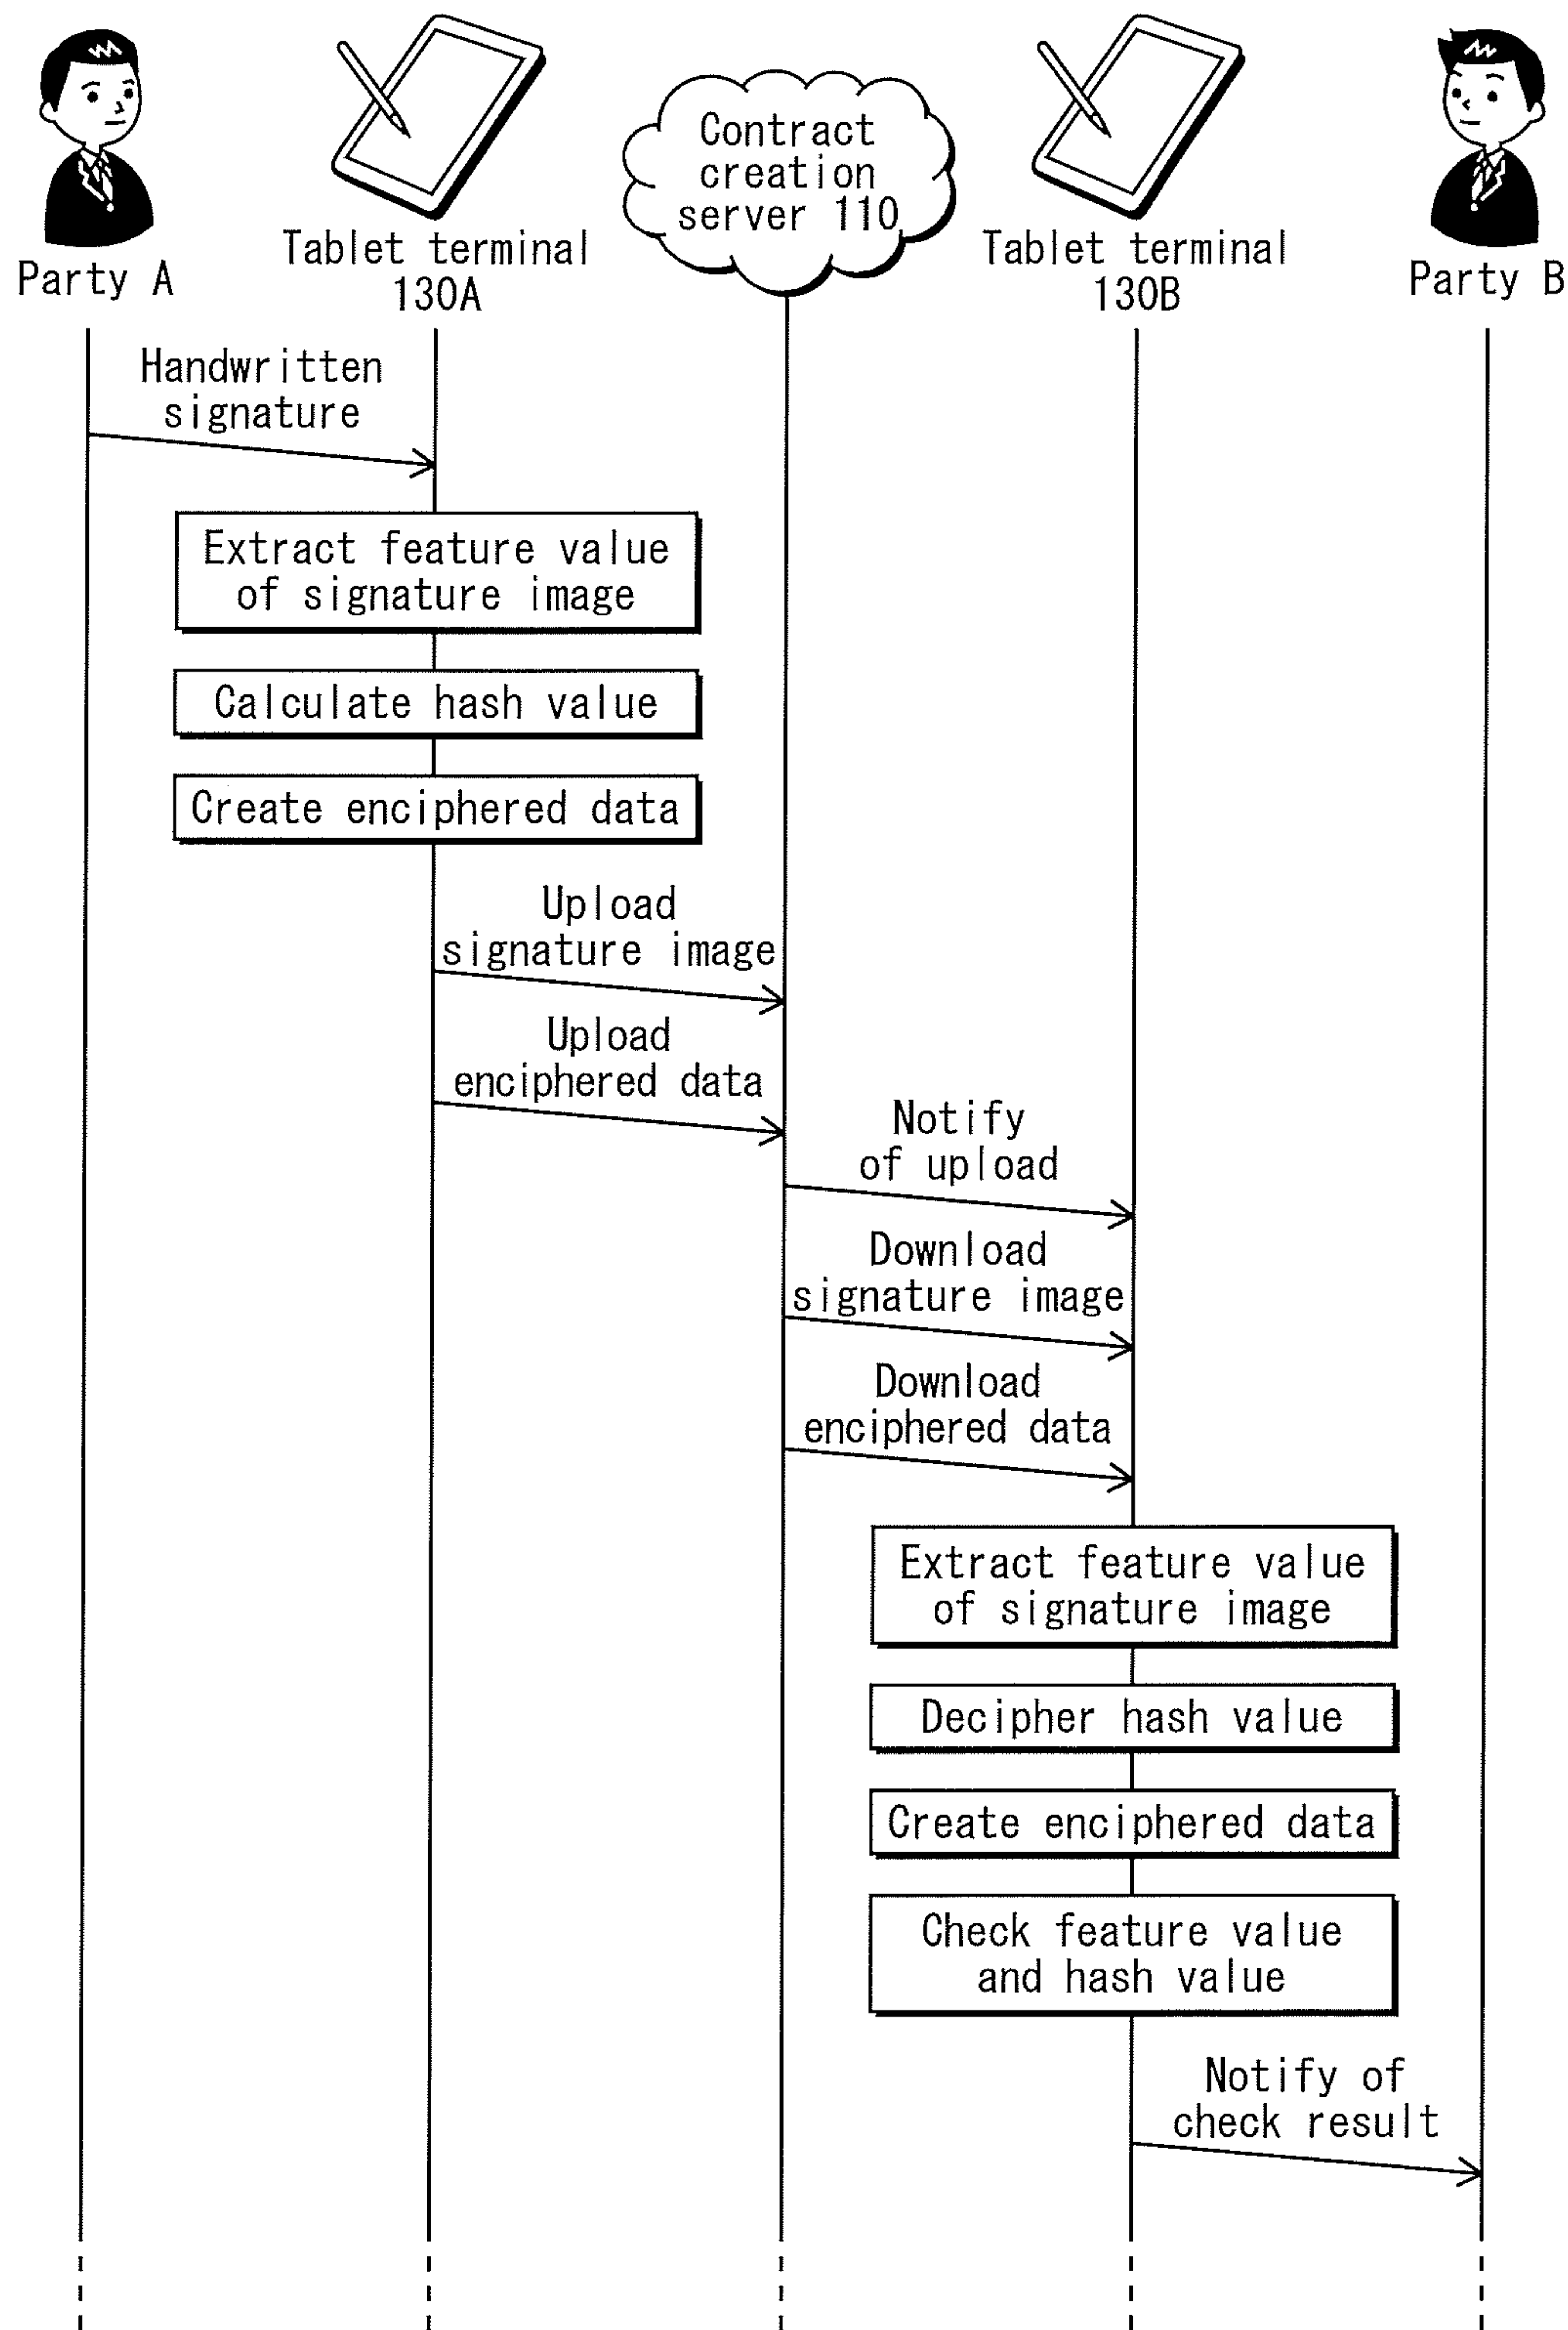 Contract
creation
server 110
Party A
Tablet terminal
130A
Tablet terminal
130B
Party B
Handwritten
signature
Extract feature value
of signature image
Calculate hash value
Create enciphered data
Upload
signature image
Upload
enciphered data
Notify
of upload
Download
signature image
Download
enciphered data
Extract feature value
of signature image
Decipher hash value
Create enciphered data
Check feature value
and hash value
Notify of
check result